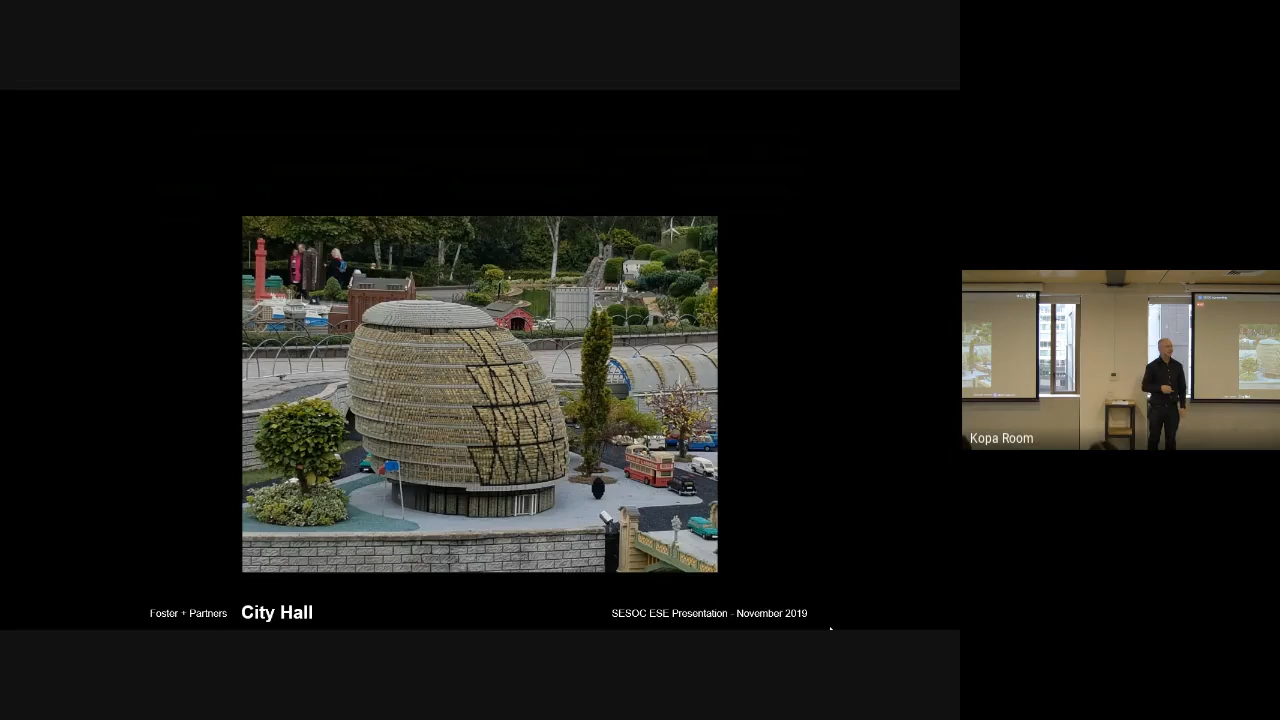 Kopa Room
Foster + Partners City Hall SESOC ESE Presentation - November 2019